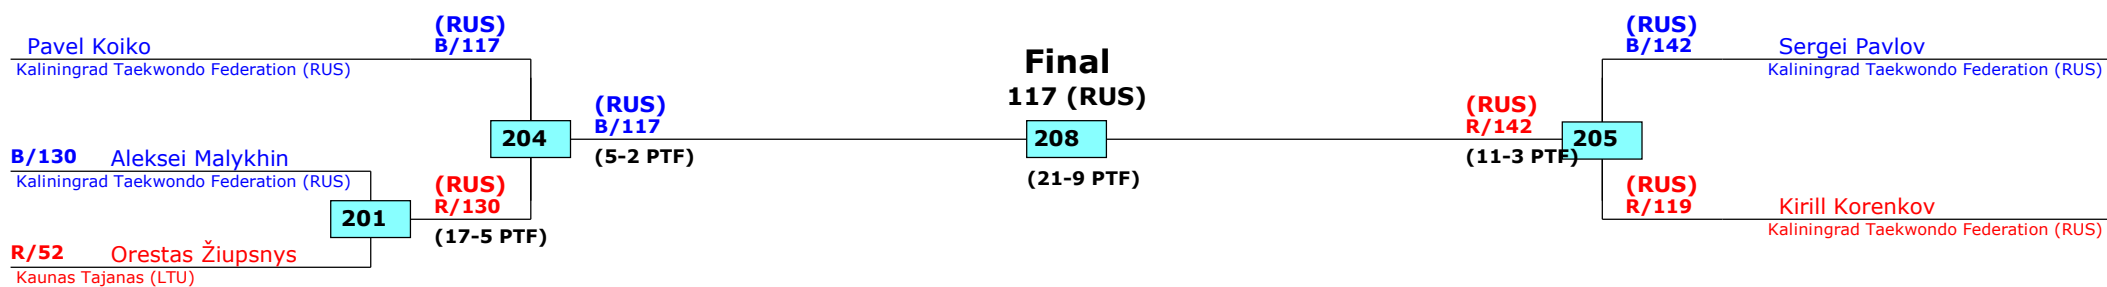 (RUS)
B/117
Pavel Koiko
Kaliningrad Taekwondo Federation (RUS)
204
(RUS)
B/117
(5-2 PTF)
B/130 Aleksei Malykhin
Kaliningrad Taekwondo Federation (RUS)
201
(RUS)
R/130
(17-5 PTF)
R/52 Orestas Žiupsnys
Kaunas Tajanas (LTU)
Final
117 (RUS)
208
(21-9 PTF)
(RUS)
R/142
(11-3 PTF)
205
(RUS)
B/142
Sergei Pavlov
Kaliningrad Taekwondo Federation (RUS)
(RUS)
R/119
Kirill Korenkov
Kaliningrad Taekwondo Federation (RUS)